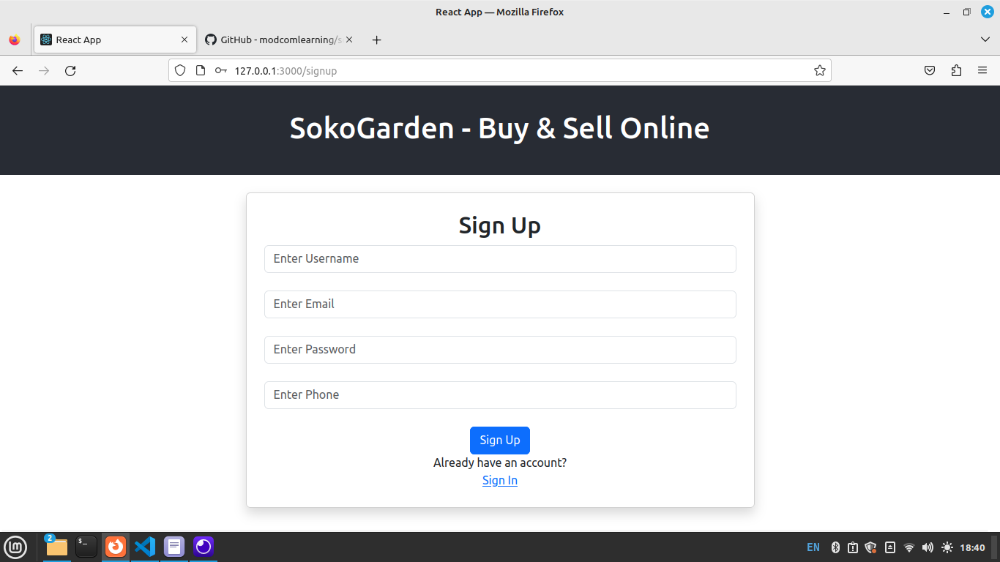 React App — Mozilla Firefox
React App
GitHub - modcomlearning/s
127.0.0.1:3000/signup
SokoGarden - Buy & Sell Online
Sign Up
Enter Username
Enter Email
Enter Password
Enter Phone
Sign Up
Already have an account?
Sign In
2
$_
EN
18:40